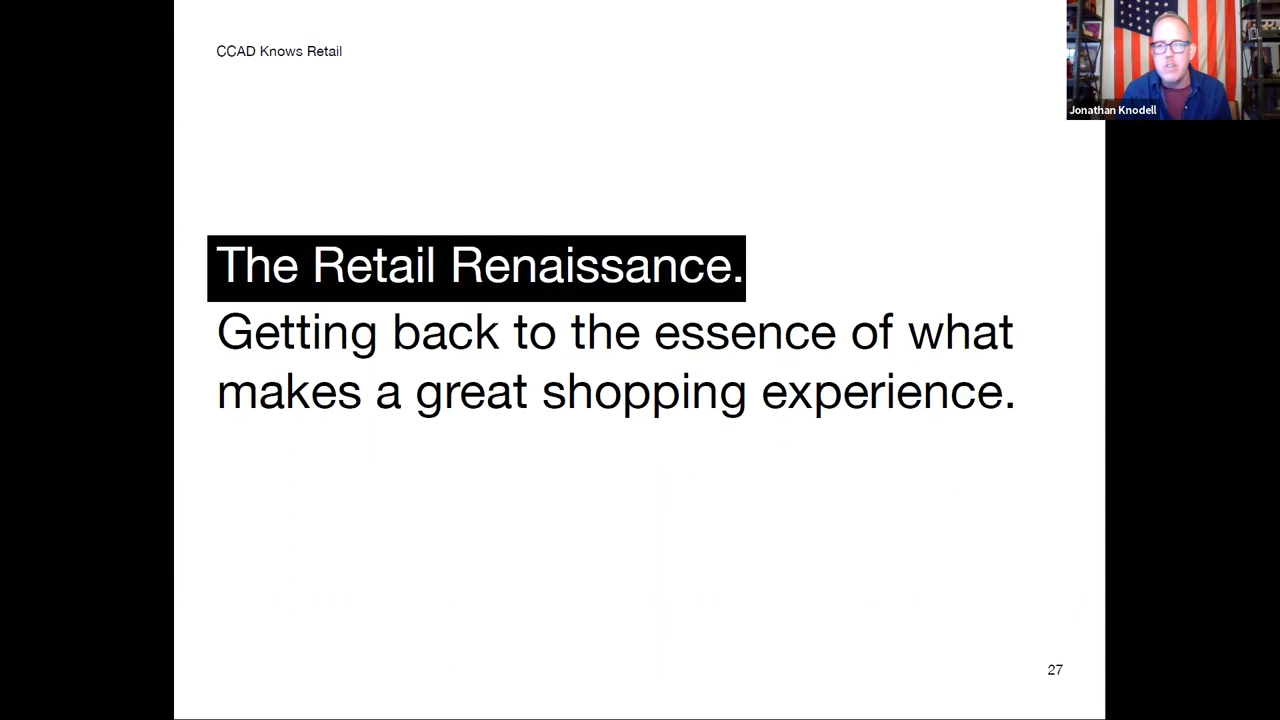 CCAD Knows Retail
Jonathan Knodell
The Retail Renaissance.
Getting back to the essence of what
makes a great shopping experience.
27